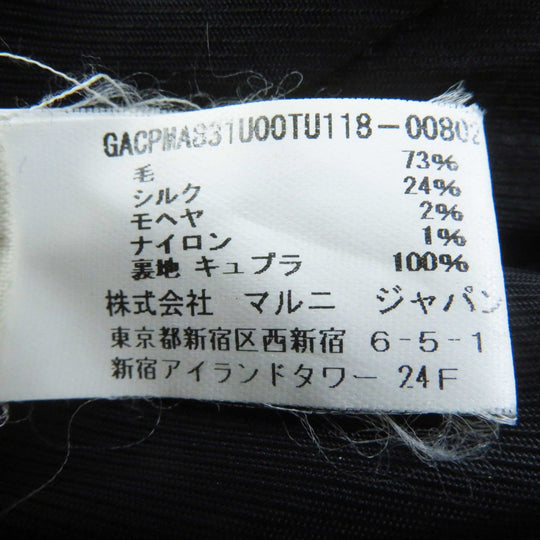 GACPMA831U00TU118-00802
毛 73%
シルク 24%
モヘヤ 2%
ナイロン 1%
裏地 キュプラ 100%
株式会社 マルニ ジャパン
東京都新宿区西新宿 6-5-1
新宿アイランドタワー 24F